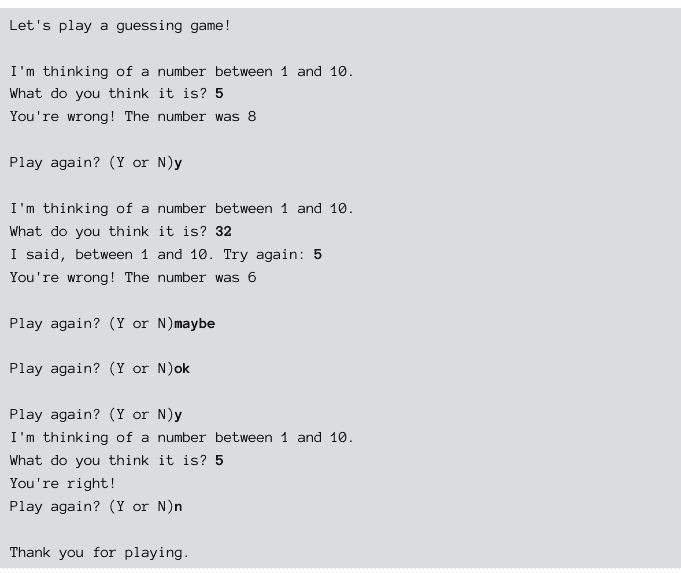 Let's play a guessing game!
I'm thinking of a number between 1 and 10.
What do you think it is? 5
You're wrong! The number was 8
Play again? (Y or N)y
I'm thinking of a number between 1 and 10.
What do you think it is? 32
I said, between 1 and 10. Try again: 5
You're wrong! The number was 6
Play again? (Y or N)maybe
Play again? (Y or N)ok
Play again? (Y or N)y
I'm thinking of a number between 1 and 10.
What do you think it is? 5
You're right!
Play again? (Y or N)n
Thank you for playing.